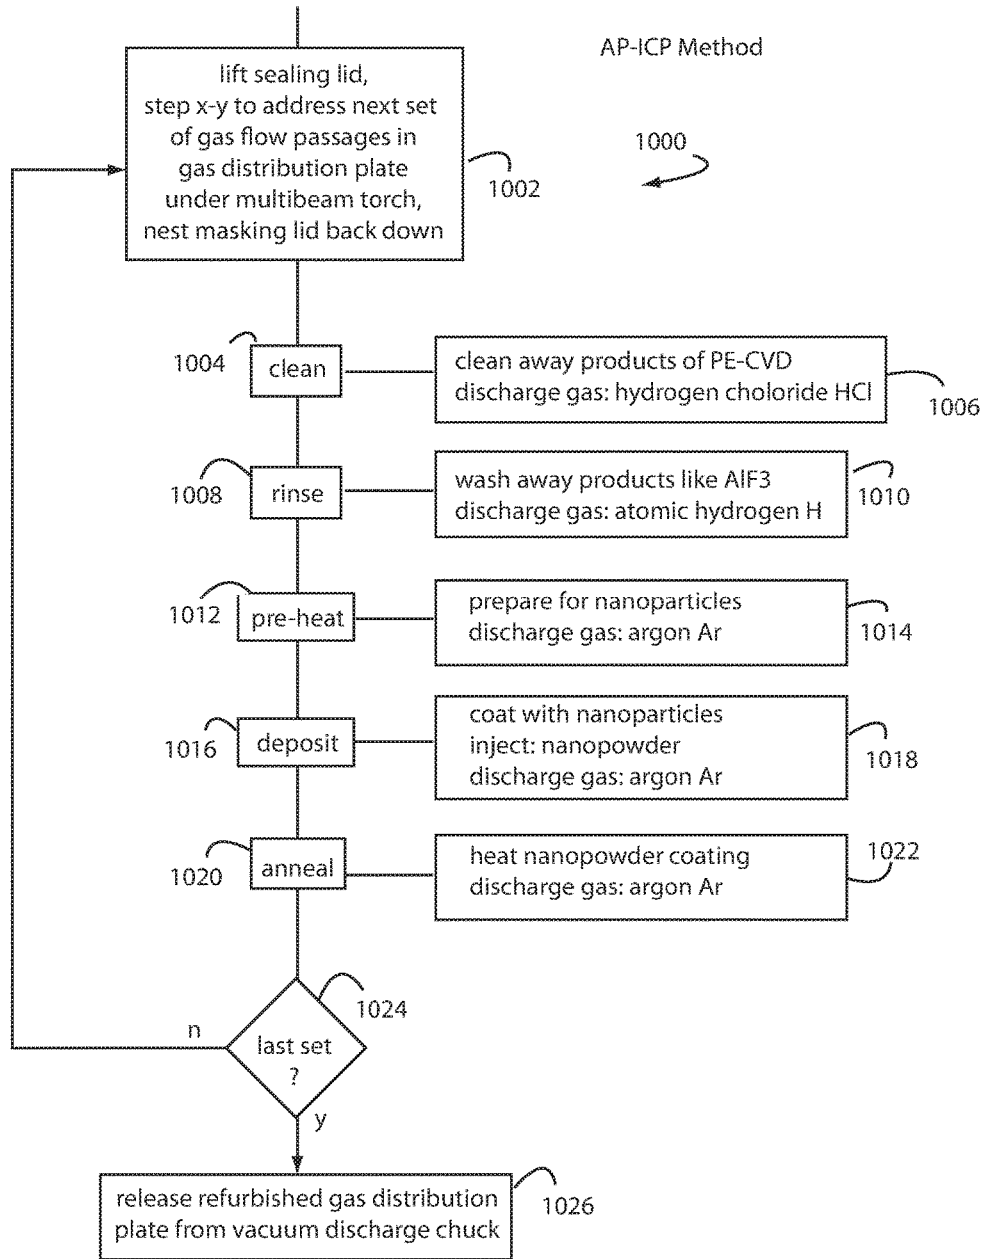 AP-ICP Method
1000
lift sealing lid,
step x-y to address next set
of gas flow passages in
gas distribution plate
under multibeam torch,
nest masking lid back down
1002
1004
clean
clean away products of PE-CVD
discharge gas: hydrogen choloride HCl
1006
1008
rinse
wash away products like AlF3
discharge gas: atomic hydrogen H
1010
1012
pre-heat
prepare for nanoparticles
discharge gas: argon Ar
1014
1016
deposit
coat with nanoparticles
inject: nanopowder
discharge gas: argon Ar
1018
1020
anneal
heat nanopowder coating
discharge gas: argon Ar
1022
1024
n
last set
?
y
release refurbished gas distribution
plate from vacuum discharge chuck
1026